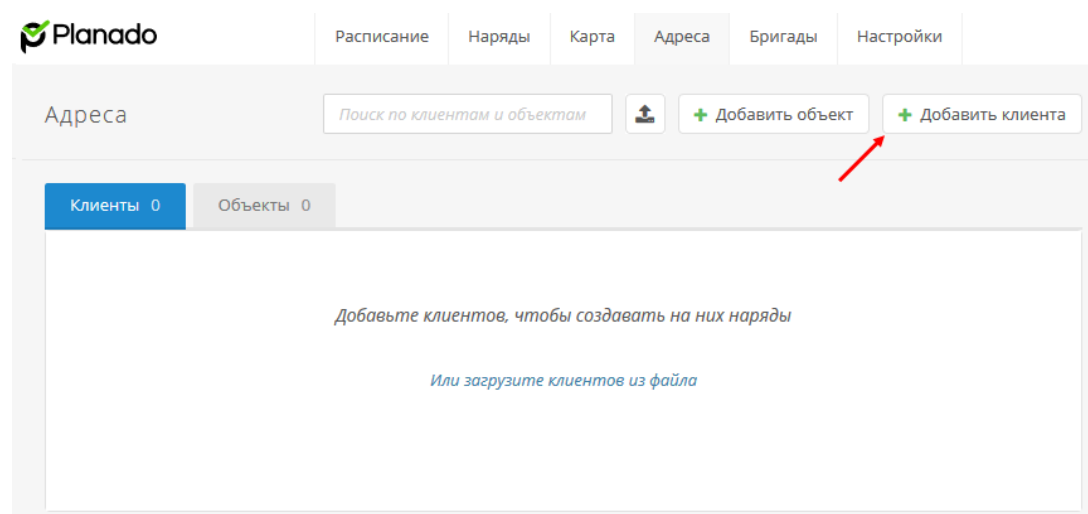 Planado Расписание Наряды Карта Адреса Бригады Настройки
Адреса Поиск по клиентам и объектам + Добавить объект + Добавить клиента
Клиенты 0 Объекты 0
Добавьте клиентов, чтобы создавать на них наряды
Или загрузите клиентов из файла